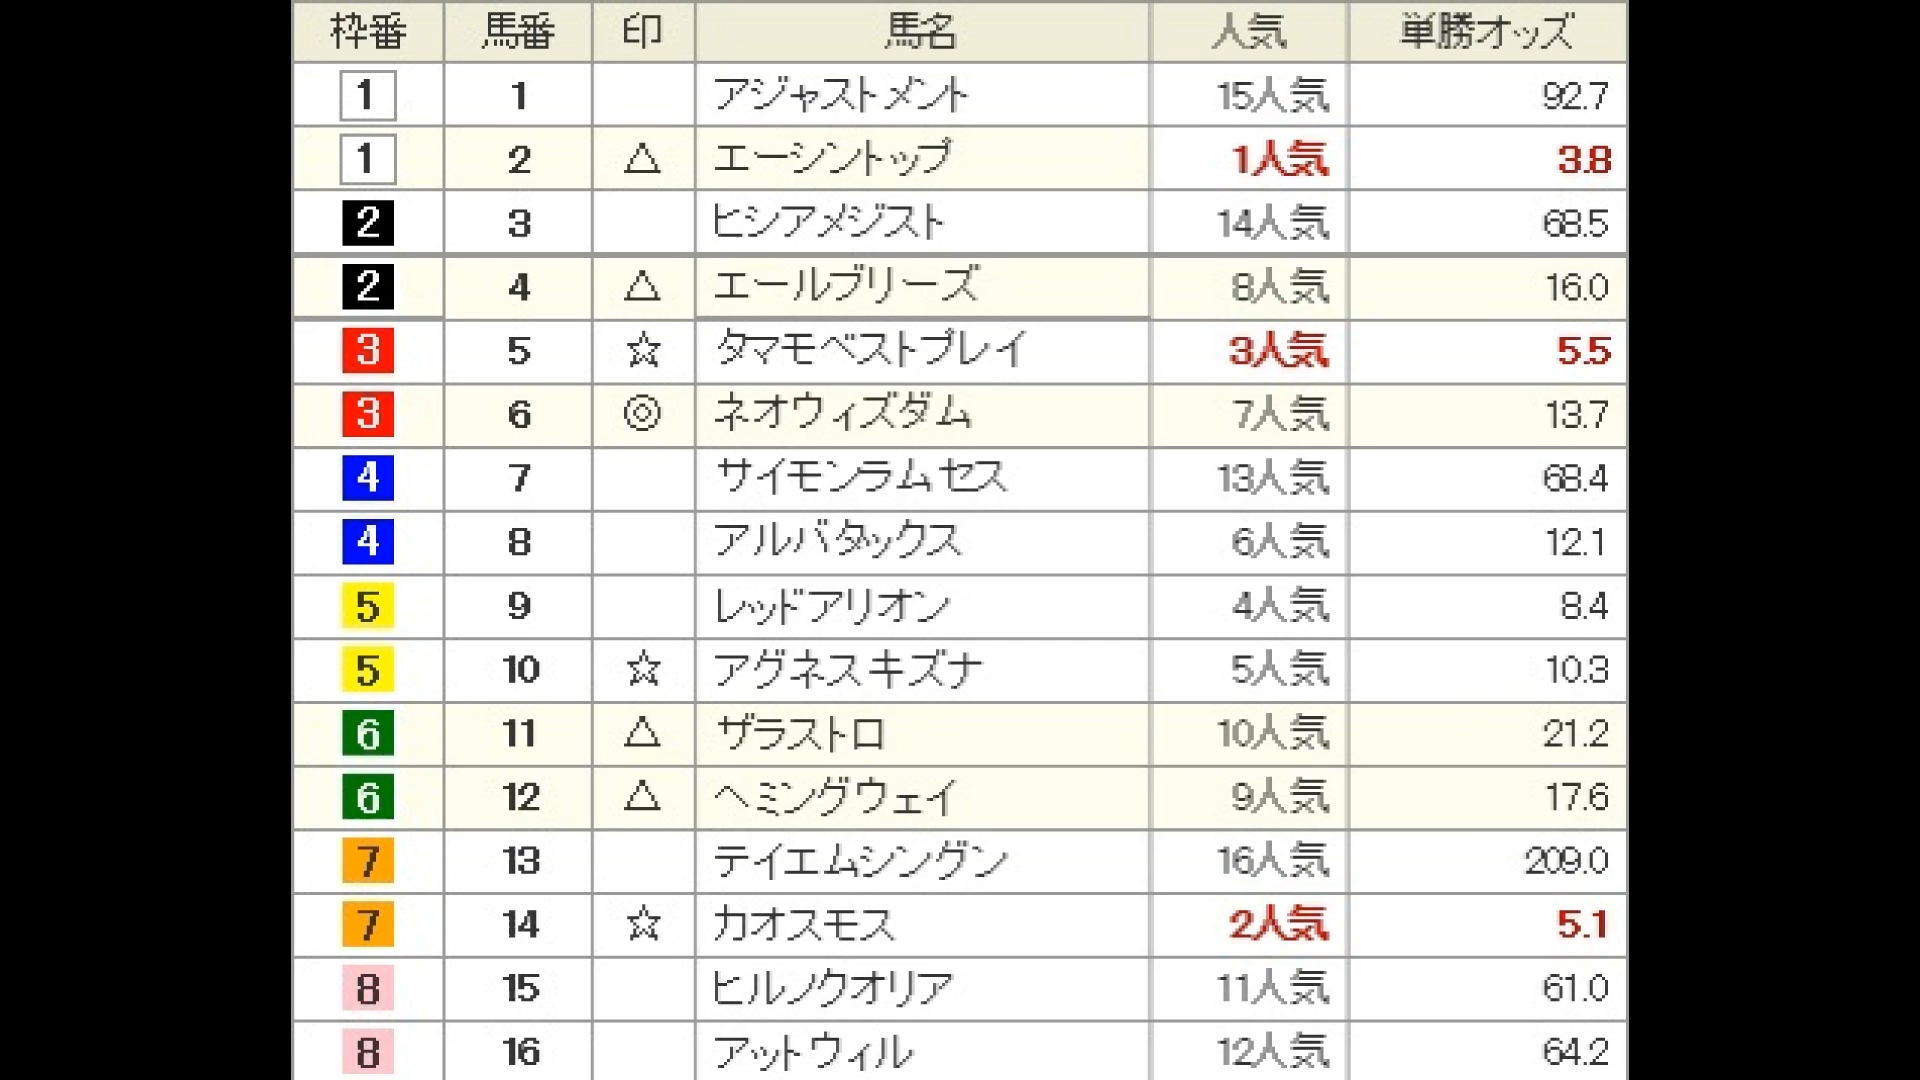 枠番 馬番 印 馬名 人気 単勝オッズ
1 1 アジャストメント 15人気 92.7
1 2 △ エーシントップ 1人気 3.8
2 3 ヒシアメジスト 14人気 68.5
2 4 △ エールブリーズ 8人気 16.0
3 5 ☆ タマモベストプレイ 3人気 5.5
3 6 ◎ ネオウィズダム 7人気 13.7
4 7 サイモンラムセス 13人気 68.4
4 8 アルバタックス 6人気 12.1
5 9 レッドアリオン 4人気 8.4
5 10 ☆ アグネスキズナ 5人気 10.3
6 11 △ ザラストロ 10人気 21.2
6 12 △ ヘミングウェイ 9人気 17.6
7 13 テイエムシングン 16人気 209.0
7 14 ☆ カオスモス 2人気 5.1
8 15 ヒルノクオリア 11人気 61.0
8 16 アットウィル 12人気 64.2